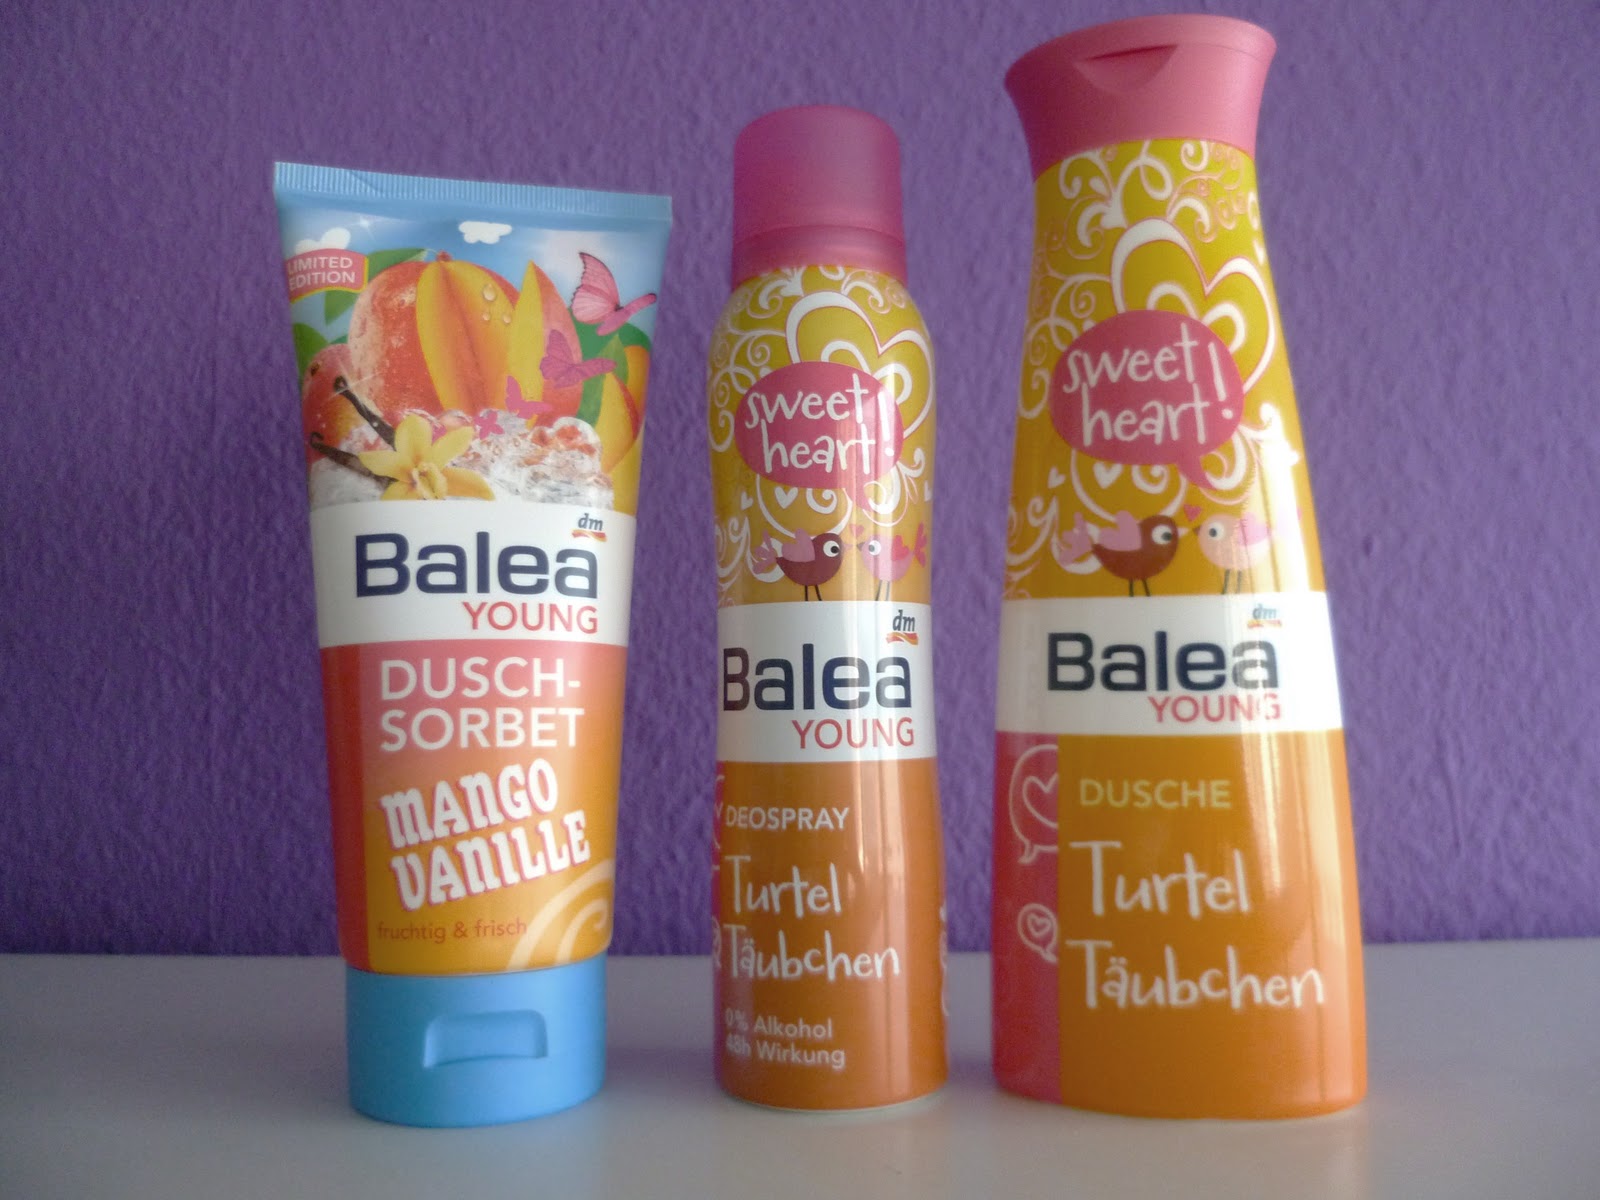 LIMITED
EDITION
dm
Balea
YOUNG
DUSCH-
SORBET
MANGO
VANILLE
fruchtig & frisch
sweet
heart!
dm
Balea
YOUNG
DEOSPRAY
Turtel
Täubchen
0% Alkohol
48h Wirkung
sweet
heart!
dm
Balea
YOUNG
DUSCHE
Turtel
Täubchen